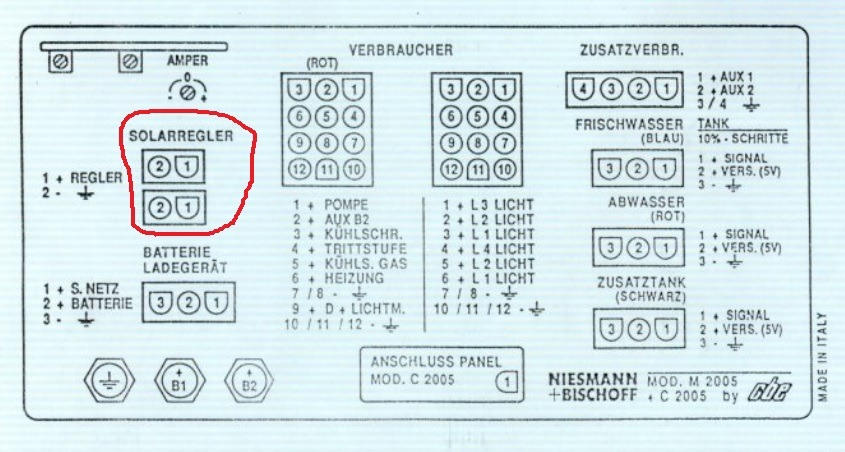 AMPER
0
- +
SOLARREGLER
2 1
1 + REGLER
2 -
2 1
BATTERIE
LADEGERÄT
1 + S. NETZ
2 + BATTERIE
3 -
3 2 1
+
B1
+
B2
VERBRAUCHER
(ROT)
3 2 1
6 5 4
9 8 7
12 11 10
1 + POMPE
2 + AUX B2
3 + KÜHLSCHR.
4 + TRITTSTUFE
5 + KÜHLS. GAS
6 + HEIZUNG
7 / 8 -
9 + D + LICHTM.
10 / 11 / 12 -
3 2 1
6 5 4
9 8 7
12 11 10
1 + L 3 LICHT
2 + L 2 LICHT
3 + L 1 LICHT
4 + L 4 LICHT
5 + L 2 LICHT
6 + L 1 LICHT
7 / 8 -
10 / 11 / 12 -
ANSCHLUSS PANEL
MOD. C 2005
1
ZUSATZVERBR.
4 3 2 1
1 + AUX 1
2 + AUX 2
3 / 4
FRISCHWASSER
(BLAU)
TANK
10% - SCHRITTE
3 2 1
1 + SIGNAL
2 + VERS. (5V)
3 -
ABWASSER
(ROT)
3 2 1
1 + SIGNAL
2 + VERS. (5V)
3 -
ZUSATZTANK
(SCHWARZ)
3 2 1
1 + SIGNAL
2 + VERS. (5V)
3 -
NIESMANN
+BISCHOFF
MOD. M 2005
+ C 2005 by cbe
MADE IN ITALY